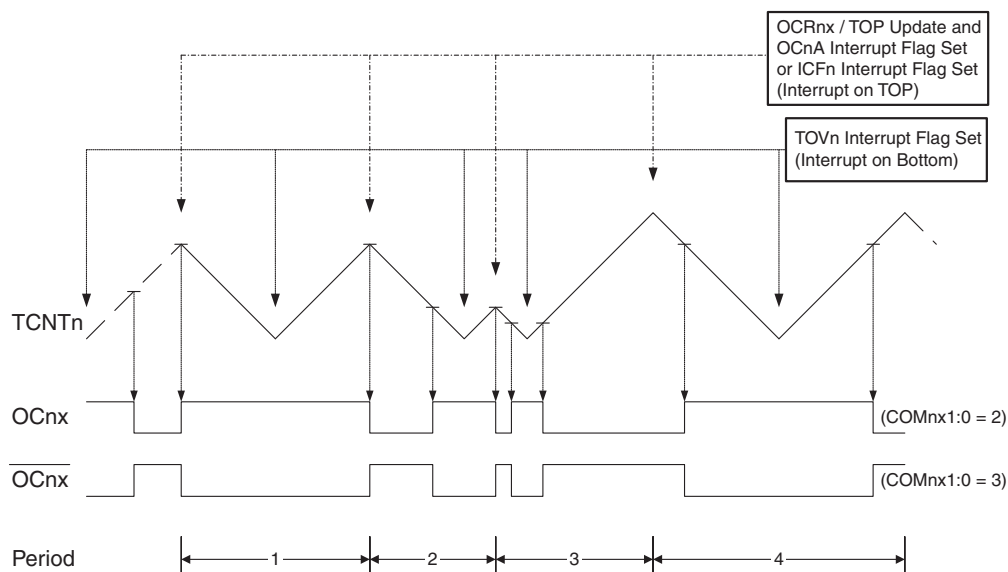 OCRnx / TOP Update and
OCnA Interrupt Flag Set
or ICFn Interrupt Flag Set
(Interrupt on TOP)
TOVn Interrupt Flag Set
(Interrupt on Bottom)
TCNTn
OCnx
(COMnx1:0 = 2)
OCnx
(COMnx1:0 = 3)
Period
1
2
3
4